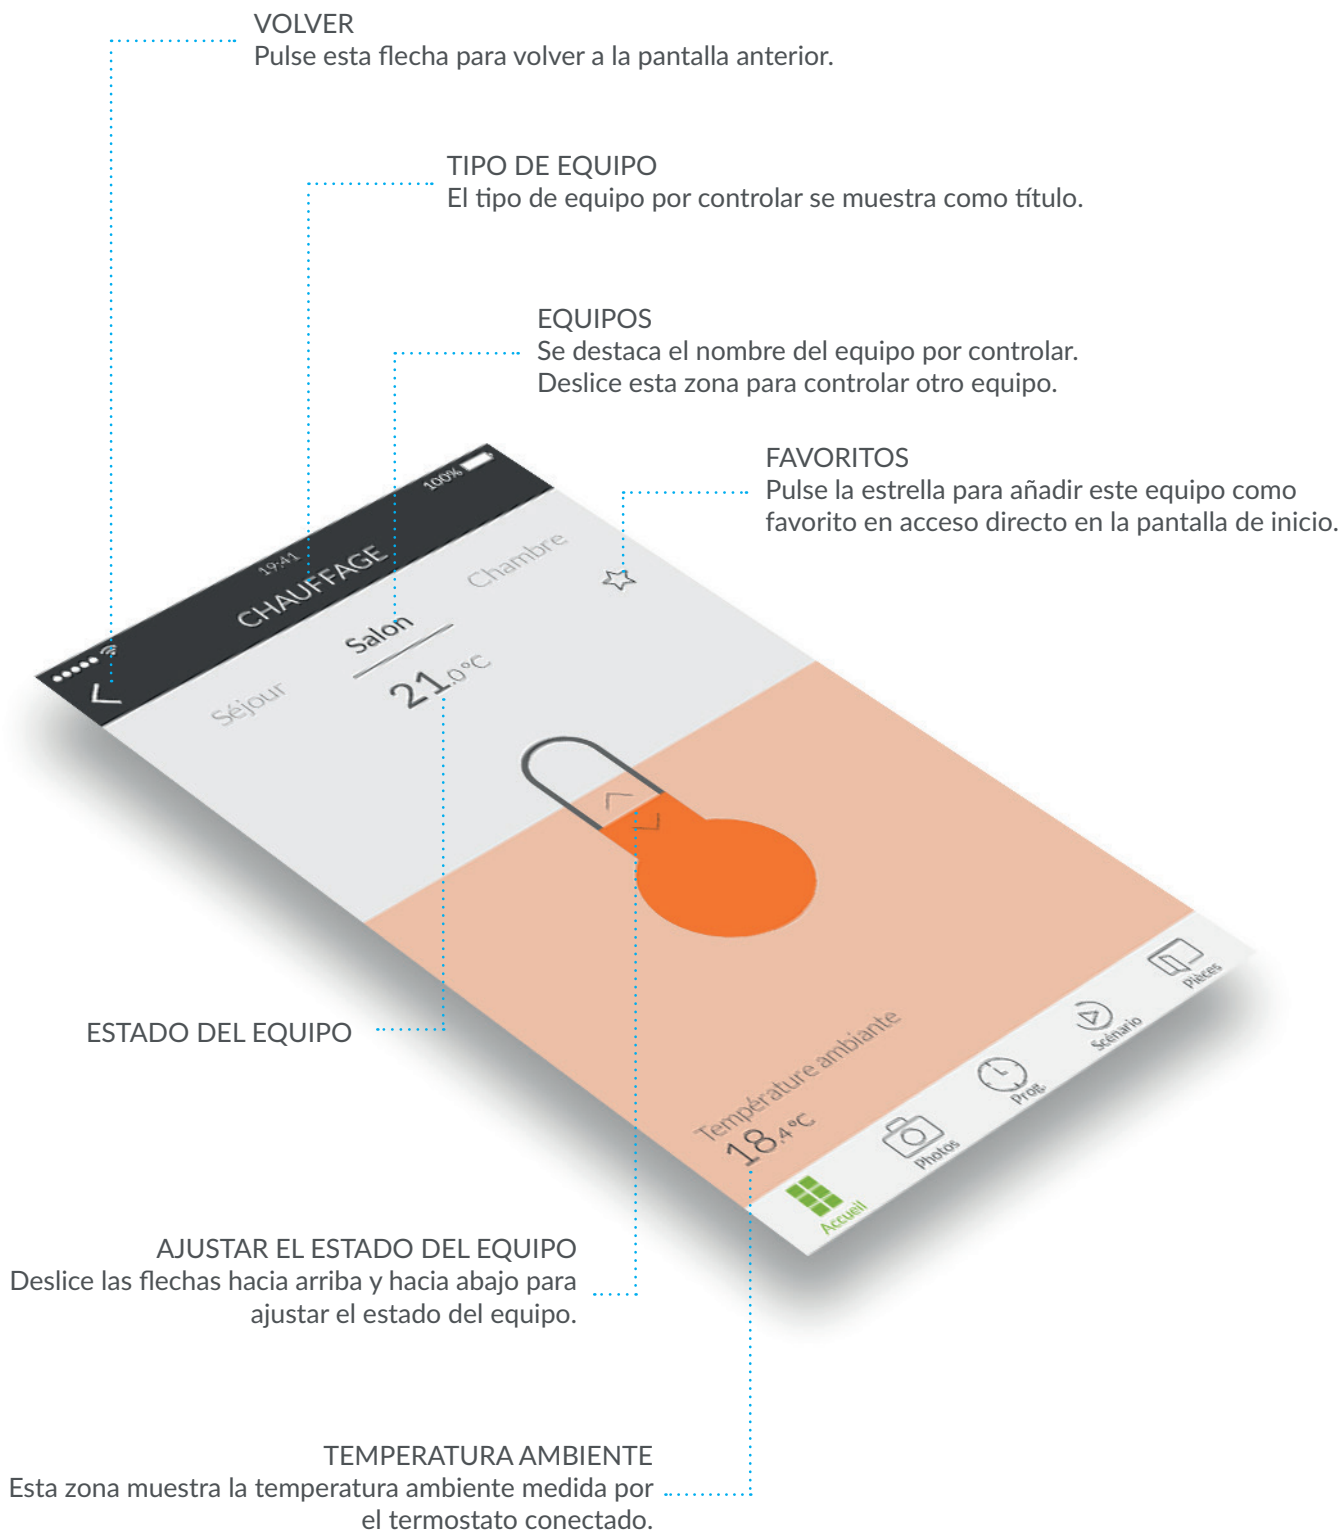 VOLVER
Pulse esta flecha para volver a la pantalla anterior.
TIPO DE EQUIPO
El tipo de equipo por controlar se muestra como título.
EQUIPOS
Se destaca el nombre del equipo por controlar.
Deslice esta zona para controlar otro equipo.
FAVORITOS
Pulse la estrella para añadir este equipo como
favorito en acceso directo en la pantalla de inicio.
100%
19:41
CHAUFFAGE
Séjour
Salon
Chambre
21.0°C
ESTADO DEL EQUIPO
Température ambiante
18.4°C
Accueil
Photos
Prog.
Scénario
Pièces
AJUSTAR EL ESTADO DEL EQUIPO
Deslice las flechas hacia arriba y hacia abajo para
ajustar el estado del equipo.
TEMPERATURA AMBIENTE
Esta zona muestra la temperatura ambiente medida por
el termostato conectado.